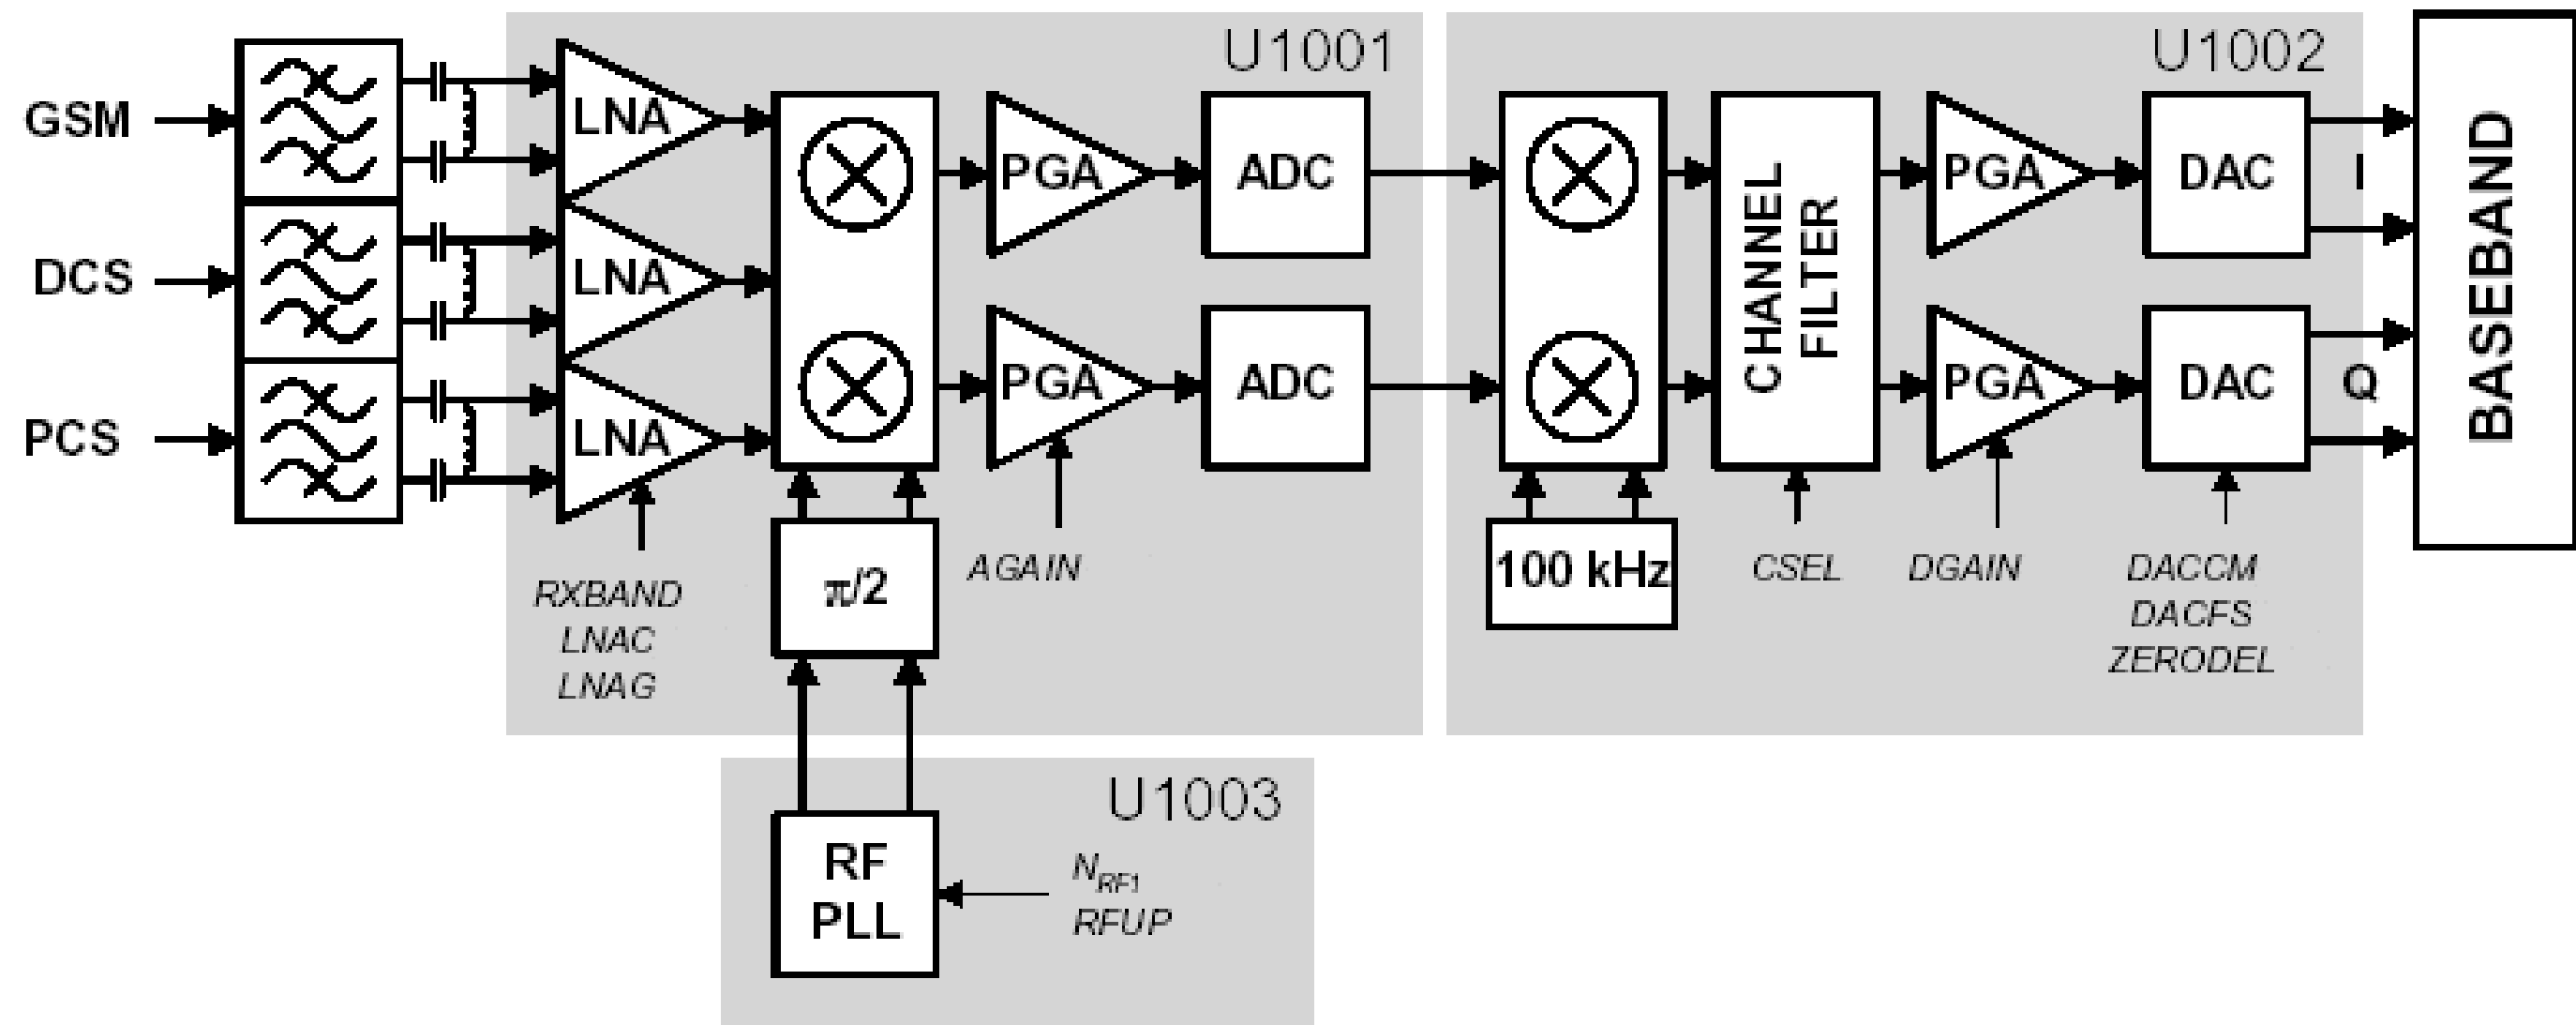 U1001
U1002
GSM
DCS
PCS
LNA
LNA
LNA
PGA
ADC
PGA
ADC
π/2
RXBAND
LNAC
LNAG
AGAIN
CHANNEL
FILTER
PGA
DAC
PGA
DAC
I
Q
BASEBAND
100 kHz
CSEL
DGAIN
DACCM
DACFS
ZERODEL
U1003
RF
PLL
NRF1
RFUP